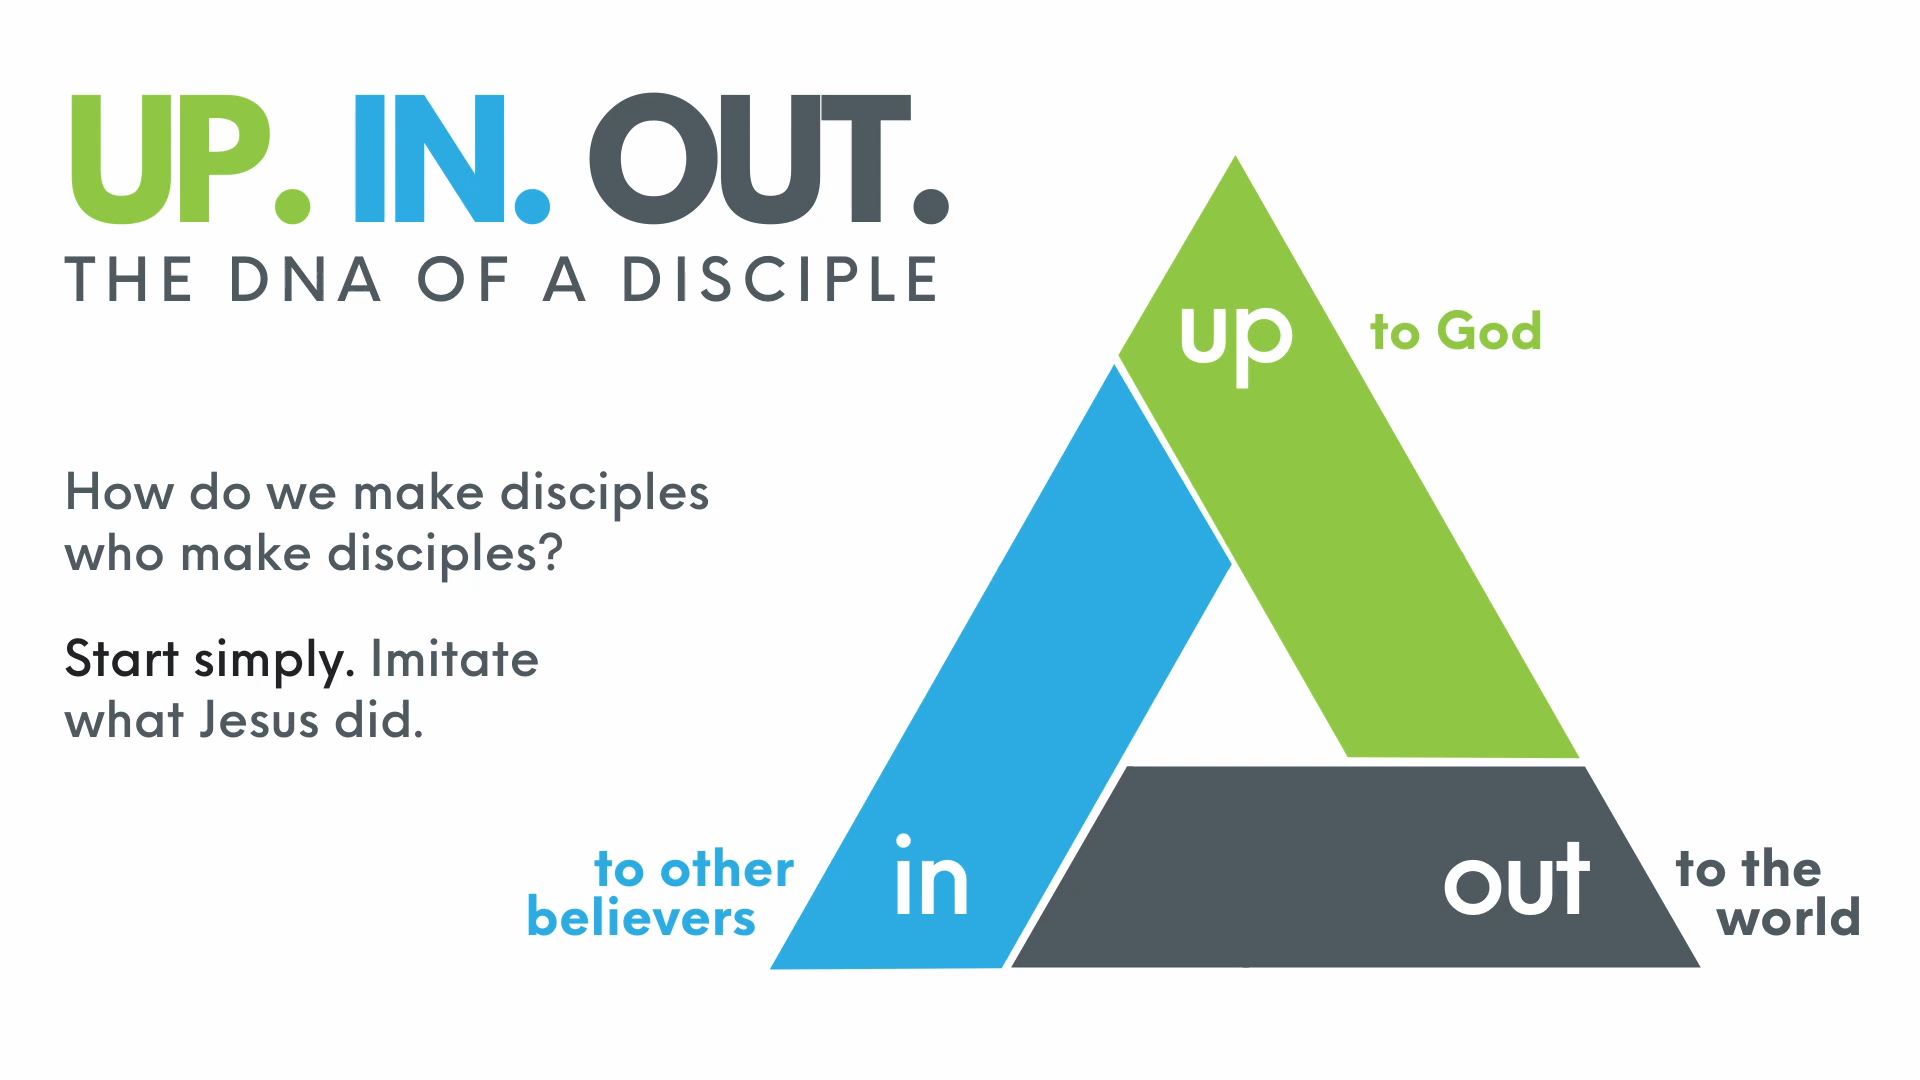 UP. IN. OUT.
THE DNA OF A DISCIPLE
How do we make disciples
who make disciples?
Start simply. Imitate
what Jesus did.
up
to God
to other
believers
in
out
to the
world